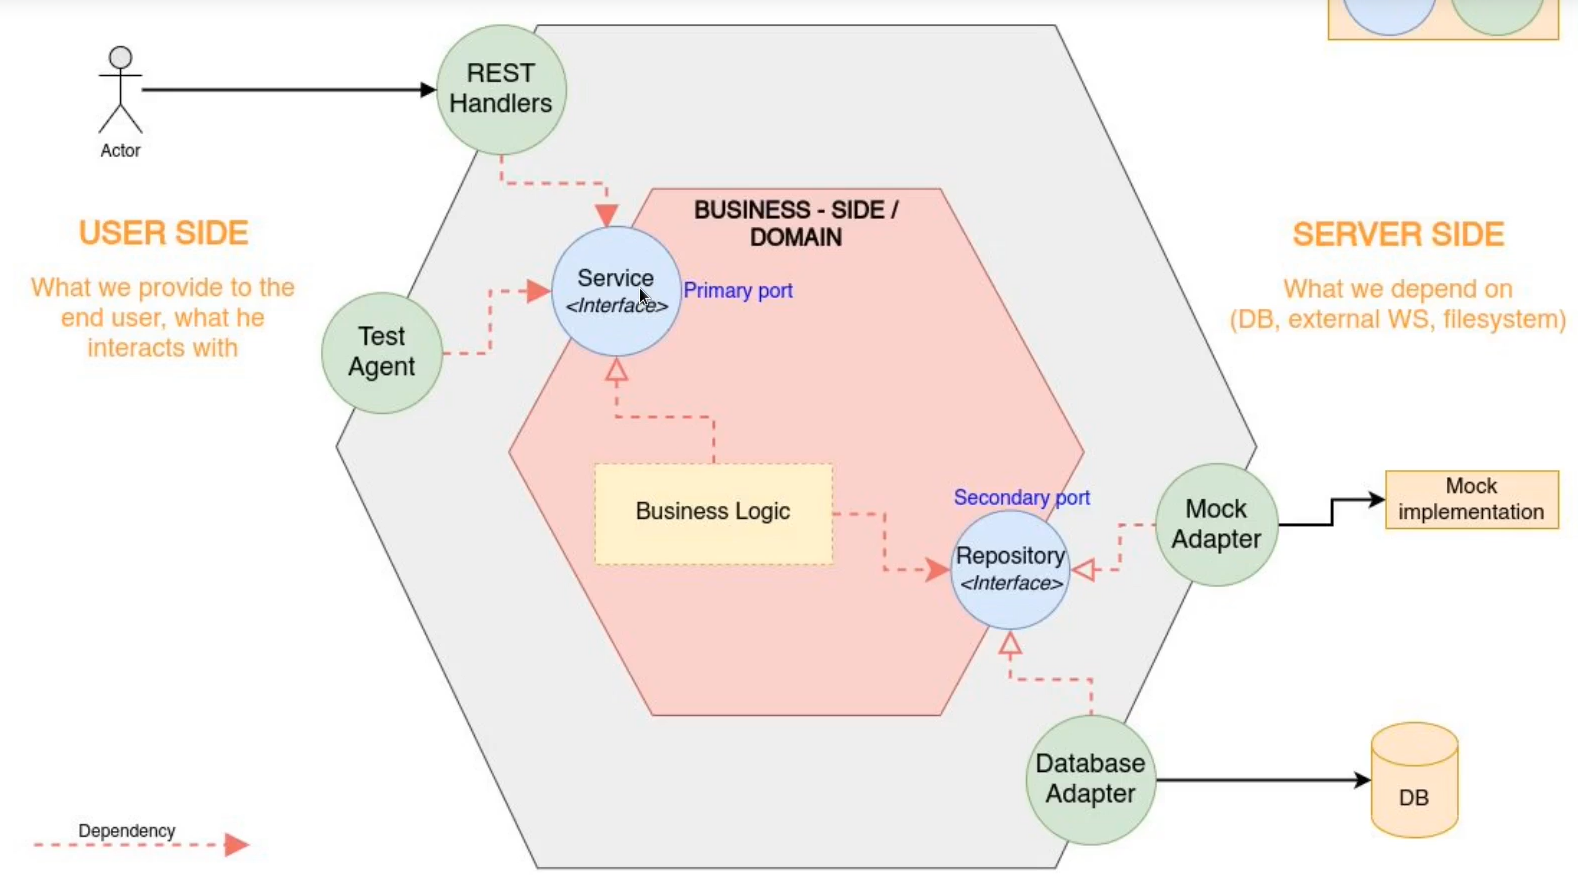 REST
Handlers
Actor
BUSINESS - SIDE /
DOMAIN
USER SIDE
What we provide to the
end user, what he
interacts with
SERVER SIDE
What we depend on
(DB, external WS, filesystem)
Service
<Interface>
Primary port
Test
Agent
Business Logic
Secondary port
Repository
<Interface>
Mock
Adapter
Mock
implementation
Database
Adapter
DB
Dependency